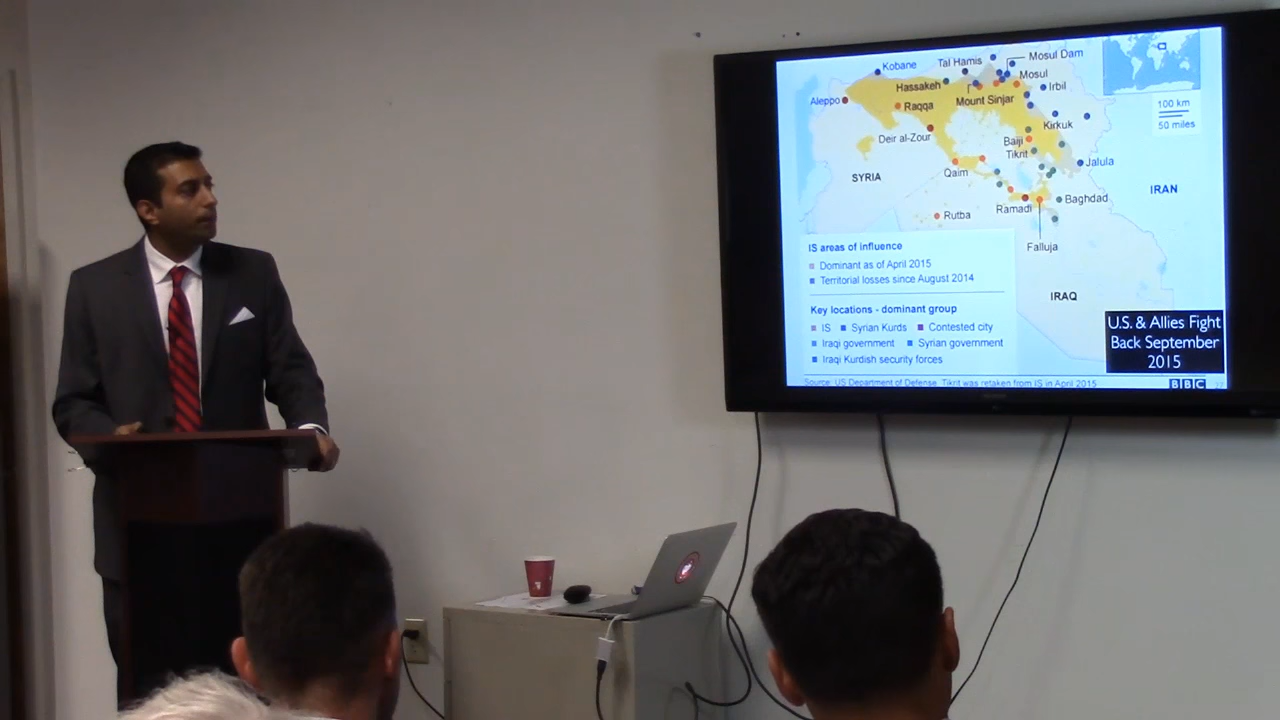 Kobane
Tal Hamis
Mosul Dam
Mosul
Hassakeh
Irbil
Aleppo
Raqqa
Mount Sinjar
100 km
50 miles
Kirkuk
Deir al-Zour
Baiji
Tikrit
Jalula
Qaim
SYRIA
IRAN
Ramadi
Baghdad
Rutba
Falluja
IRAQ
IS areas of influence
Dominant as of April 2015
Territorial losses since August 2014
Key locations - dominant group
IS Syrian Kurds Contested city
Iraqi government Syrian government
Iraqi Kurdish security forces
U.S. & Allies Fight
Back September
2015
Source: US Department of Defense. Tikrit was retaken from IS in April 2015
BBC